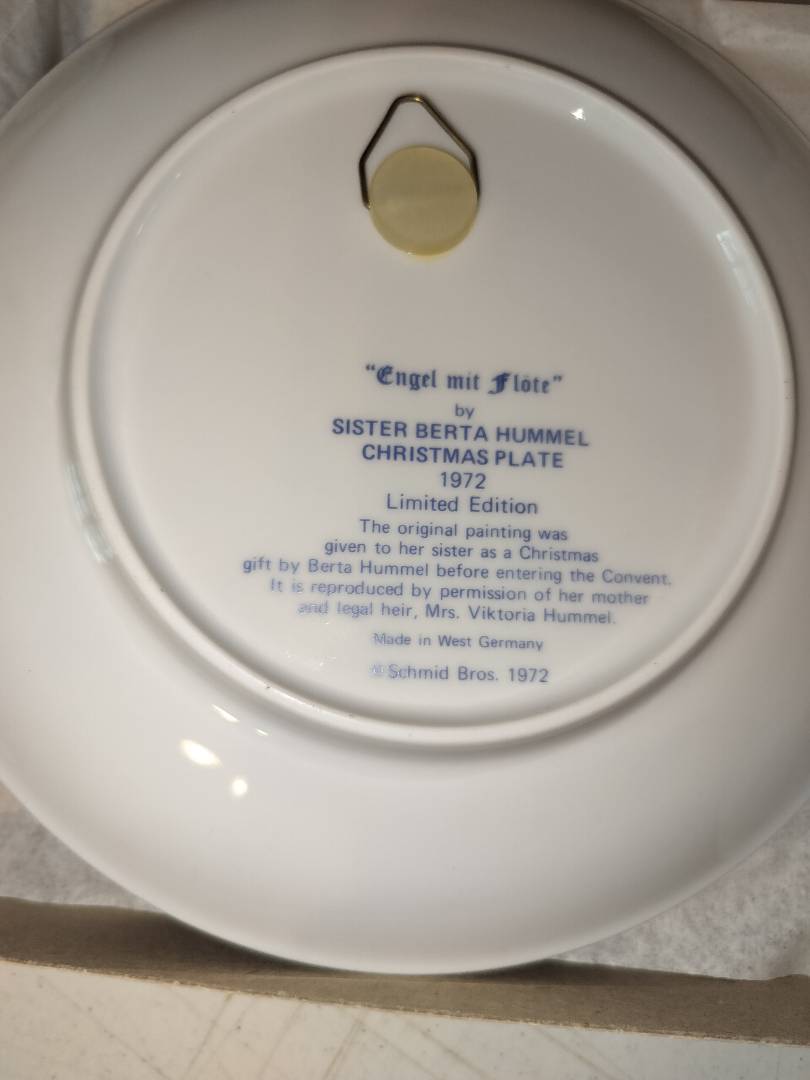 "Engel mit Flöte"
by
SISTER BERTA HUMMEL
CHRISTMAS PLATE
1972
Limited Edition
The original painting was
given to her sister as a Christmas
gift by Berta Hummel before entering the Convent.
It is reproduced by permission of her mother
and legal heir, Mrs. Viktoria Hummel.
Made in West Germany
© Schmid Bros. 1972